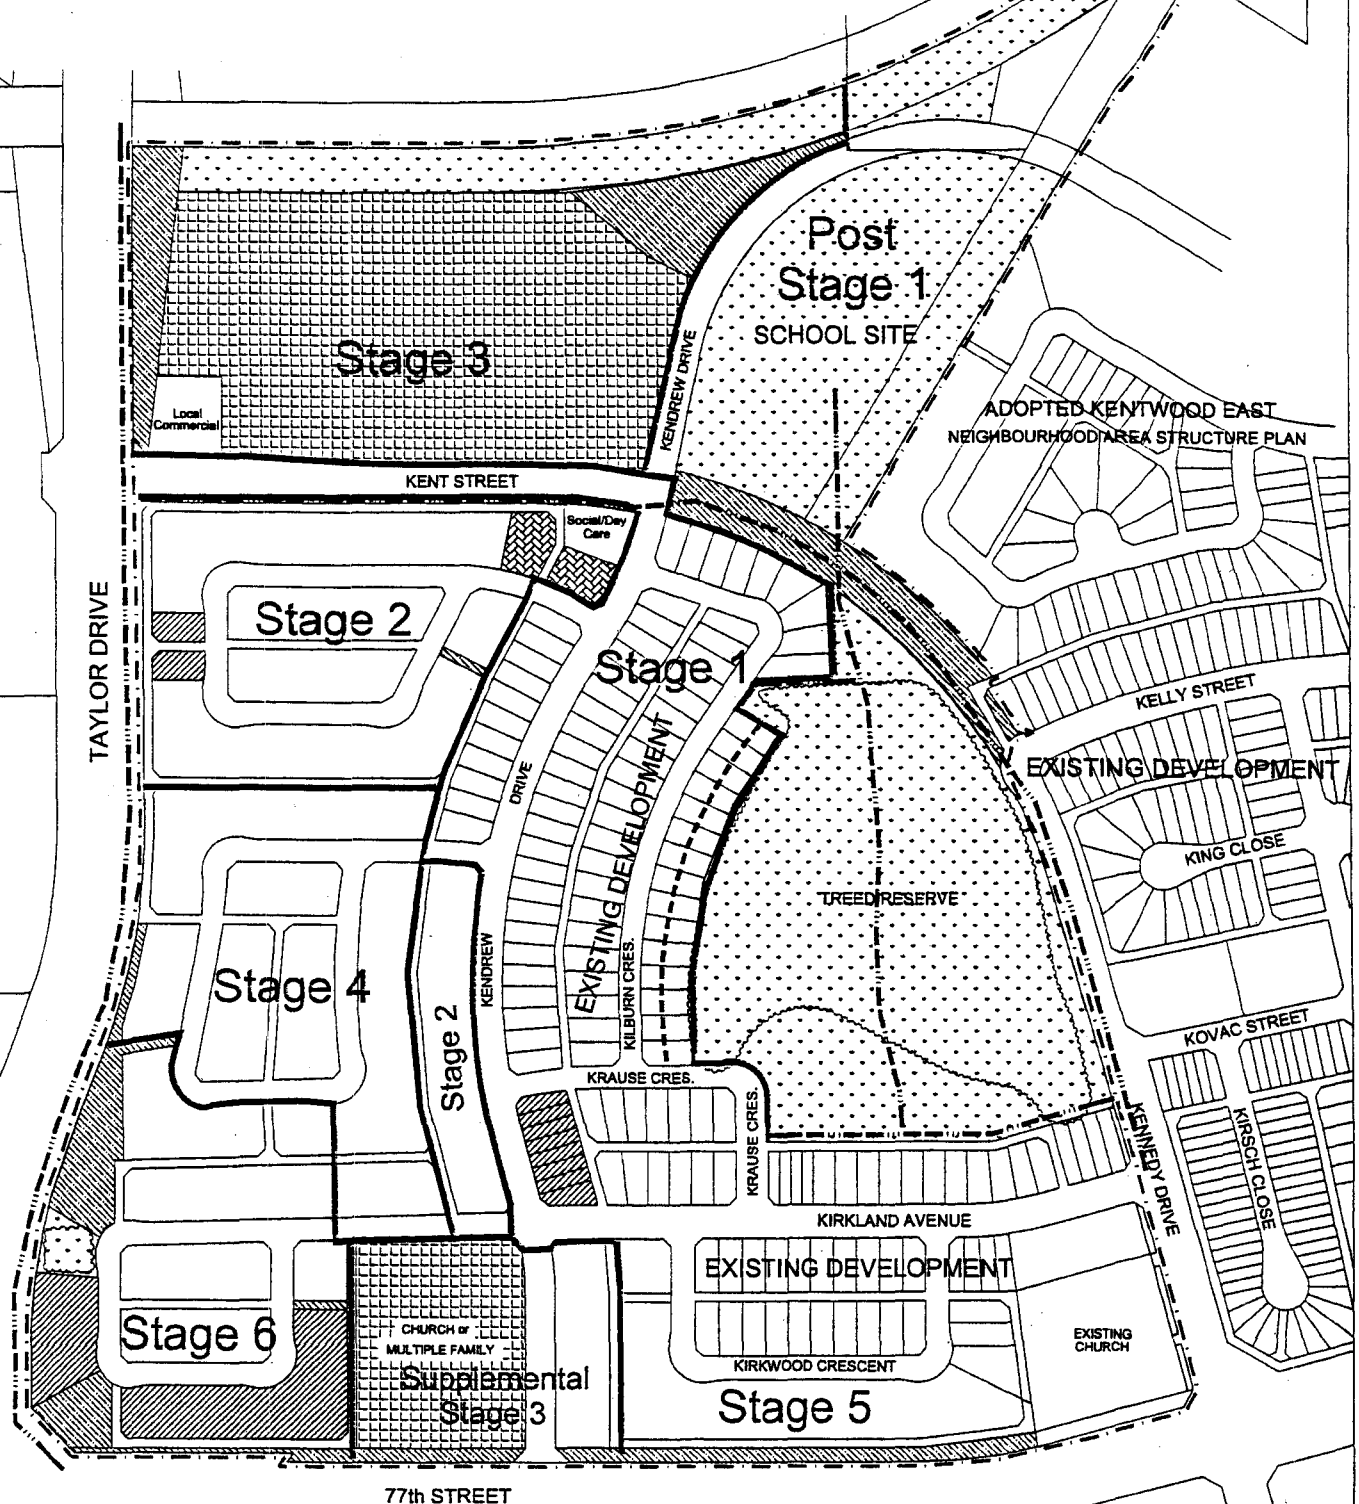 Post
Stage 1
SCHOOL SITE
Stage 3
KENDREW DRIVE
Local
Commercial
ADOPTED KENTWOOD EAST
NEIGHBOURHOOD AREA STRUCTURE PLAN
KENT STREET
Social/Day
Care
TAYLOR DRIVE
Stage 2
Stage 1
KELLY STREET
EXISTING DEVELOPMENT
DRIVE
EXISTING DEVELOPMENT
KING CLOSE
TREED RESERVE
Stage 4
KENDREW
KILBURN CRES.
Stage 2
KOVAC STREET
KRAUSE CRES.
KRAUSE CRES.
KENNEDY DRIVE
KIRSCH CLOSE
KIRKLAND AVENUE
EXISTING DEVELOPMENT
Stage 6
CHURCH or
MULTIPLE FAMILY
Supplemental
Stage 3
EXISTING
CHURCH
KIRKWOOD CRESCENT
Stage 5
77th STREET